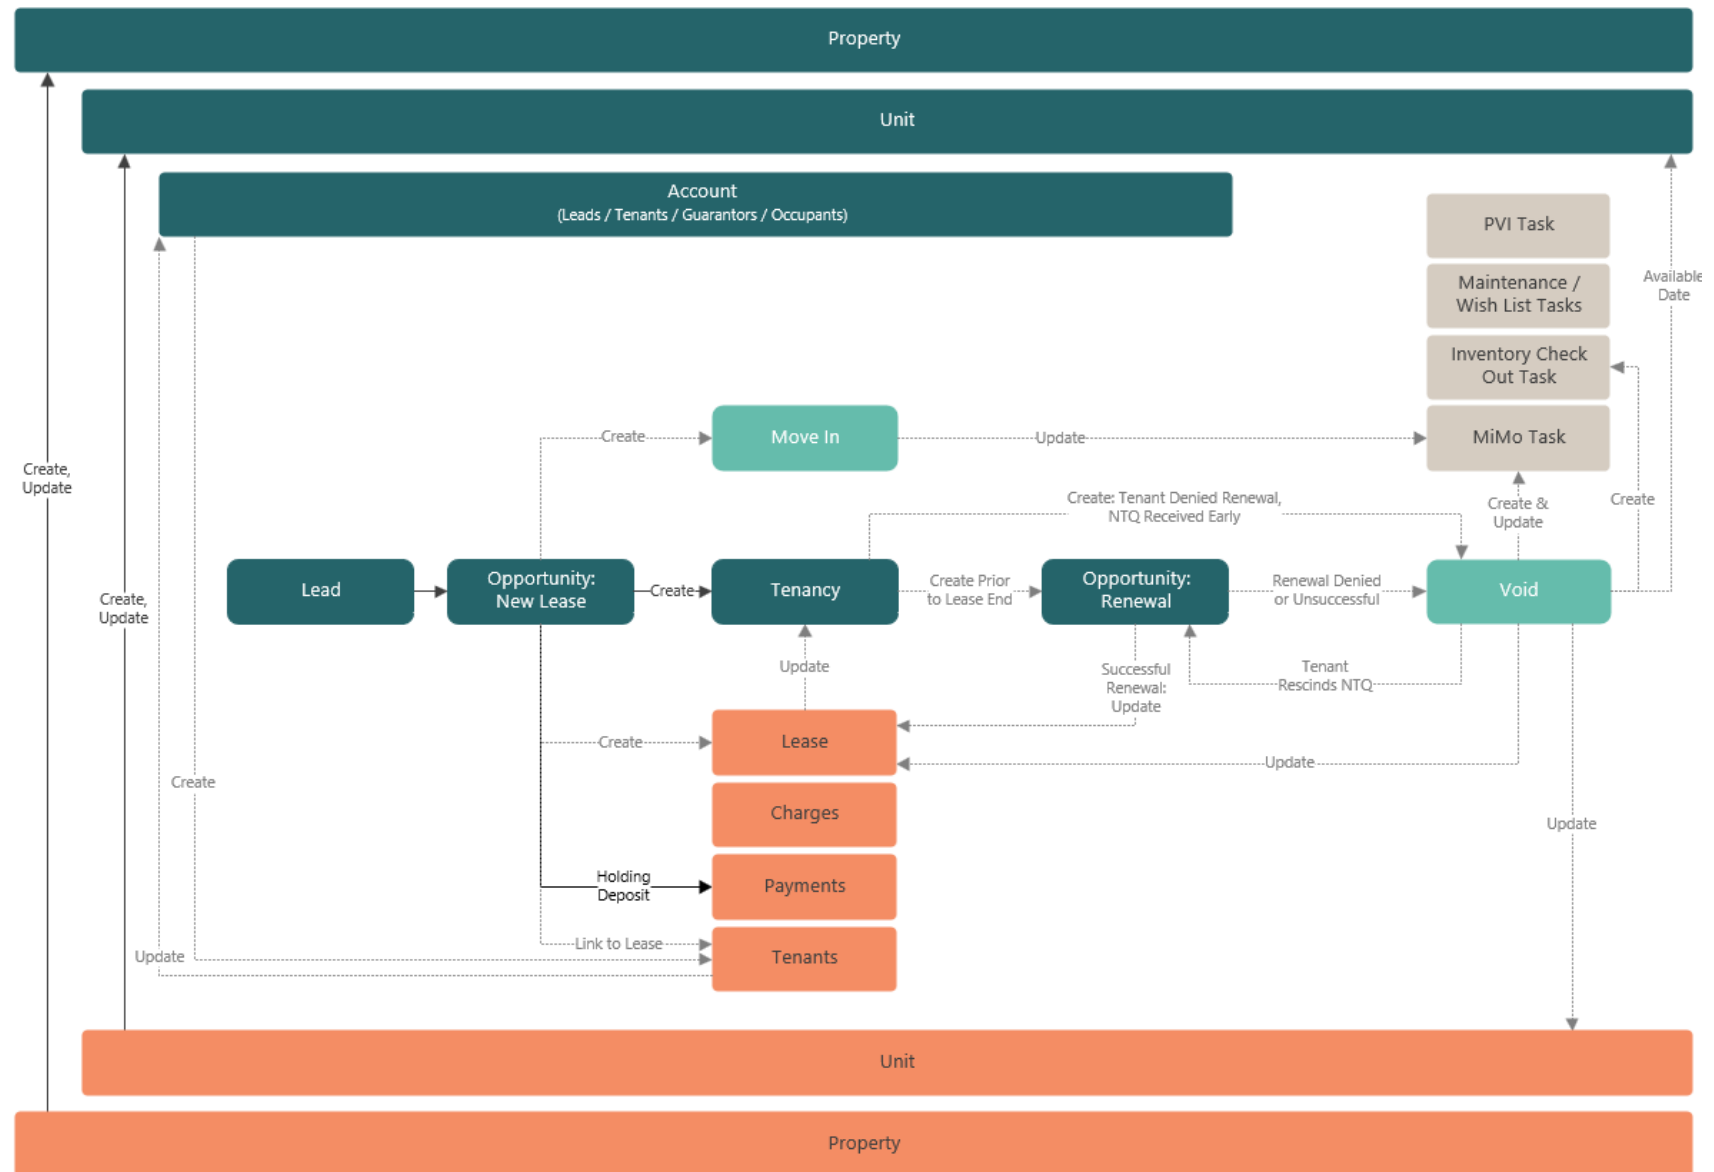 Property
Unit
Account
(Leads / Tenants / Guarantors / Occupants)
PVI Task
Maintenance /
Wish List Tasks
Available
Date
Inventory Check
Out Task
Create
Move In
Update
MiMo Task
Create,
Update
Create: Tenant Denied Renewal,
NTQ Received Early
Create &
Update
Create
Create,
Update
Lead
Opportunity:
New Lease
Create
Tenancy
Create Prior
to Lease End
Opportunity:
Renewal
Renewal Denied
or Unsuccessful
Void
Update
Successful
Renewal:
Update
Tenant
Rescinds NTQ
Create
Lease
Update
Create
Charges
Update
Holding
Deposit
Payments
Link to Lease
Update
Tenants
Unit
Property